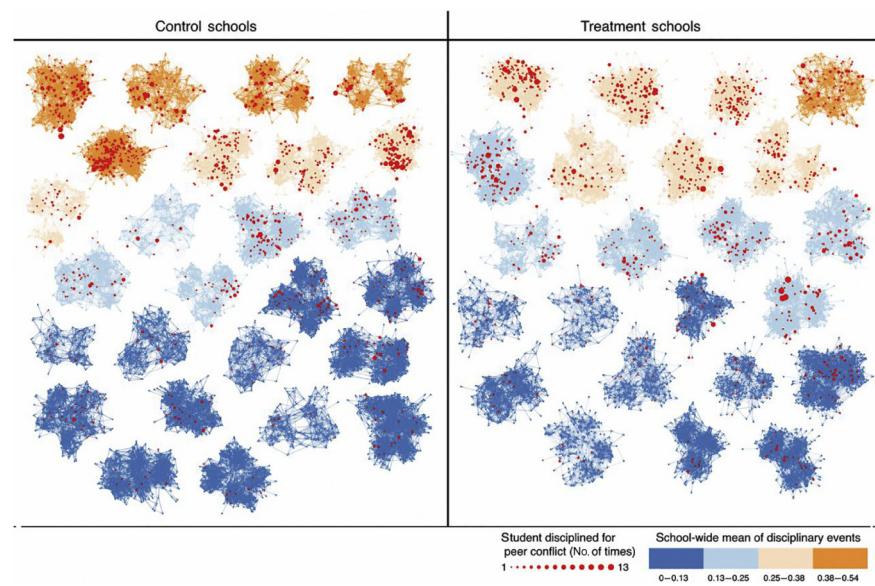 Control schools
Treatment schools
Student disciplined for
peer conflict (No. of times)
1 13
School-wide mean of disciplinary events
0–0.13 0.13–0.25 0.25–0.38 0.38–0.54